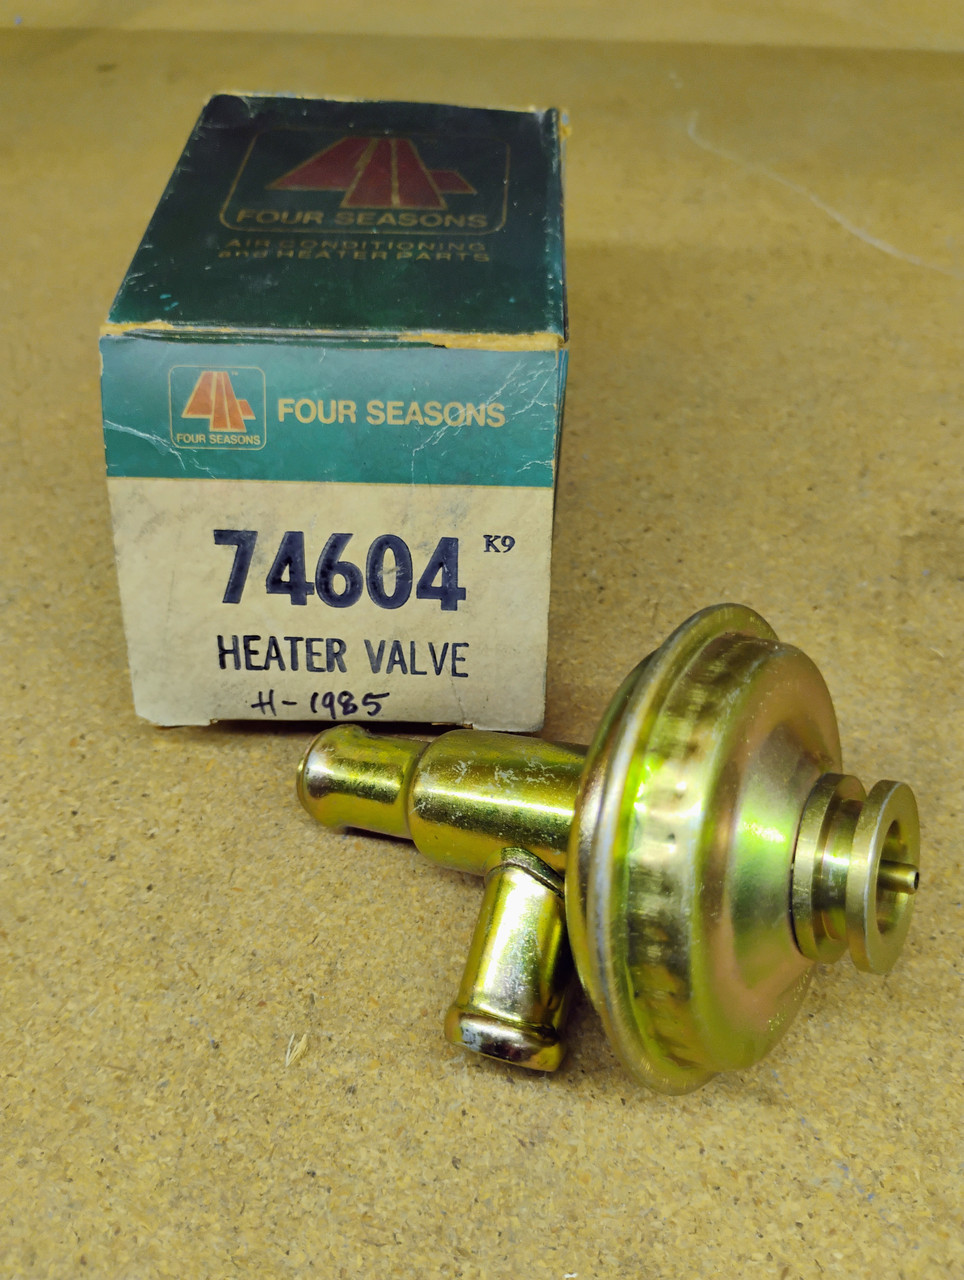 FOUR SEASONS
AIR CONDITIONING
and HEATER PARTS
FOUR SEASONS
FOUR SEASONS
74604 K9
HEATER VALVE
H-1985